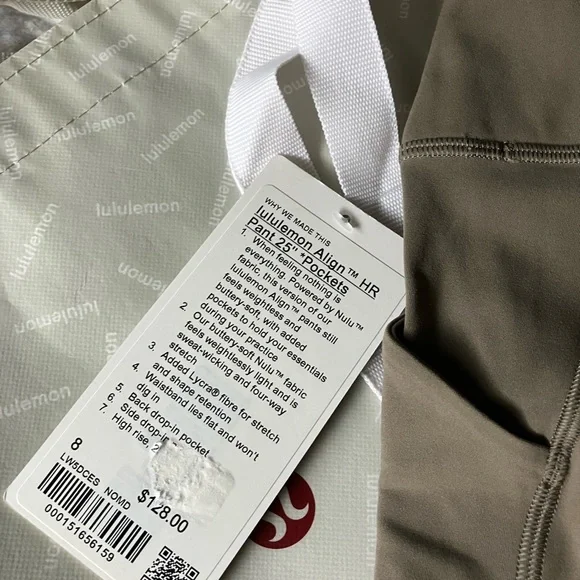 lululemon
lululemon
lululemon
lululemon
lululemon
lululemon
lululemon
lululemon
WHY WE MADE THIS
lululemon Align™ HR
Pant 25" *Pockets
1. When feeling nothing is
everything. Powered by Nulu™
fabric, this version of our
lululemon Align™ pants still
feels weightless and
buttery-soft, with added
pockets to hold your essentials
during your practice
2. Our buttery-soft Nulu™ fabric
feels weightlessly light and is
sweat-wicking and four-way
stretch
3. Added Lycra® fibre for stretch
and shape retention
4. Waistband lies flat and won't
dig in
5. Back drop-in pocket
6. Side drop-in
7. High rise, 2
8
LW5DCES NOMD
$128.00
000151656159
8